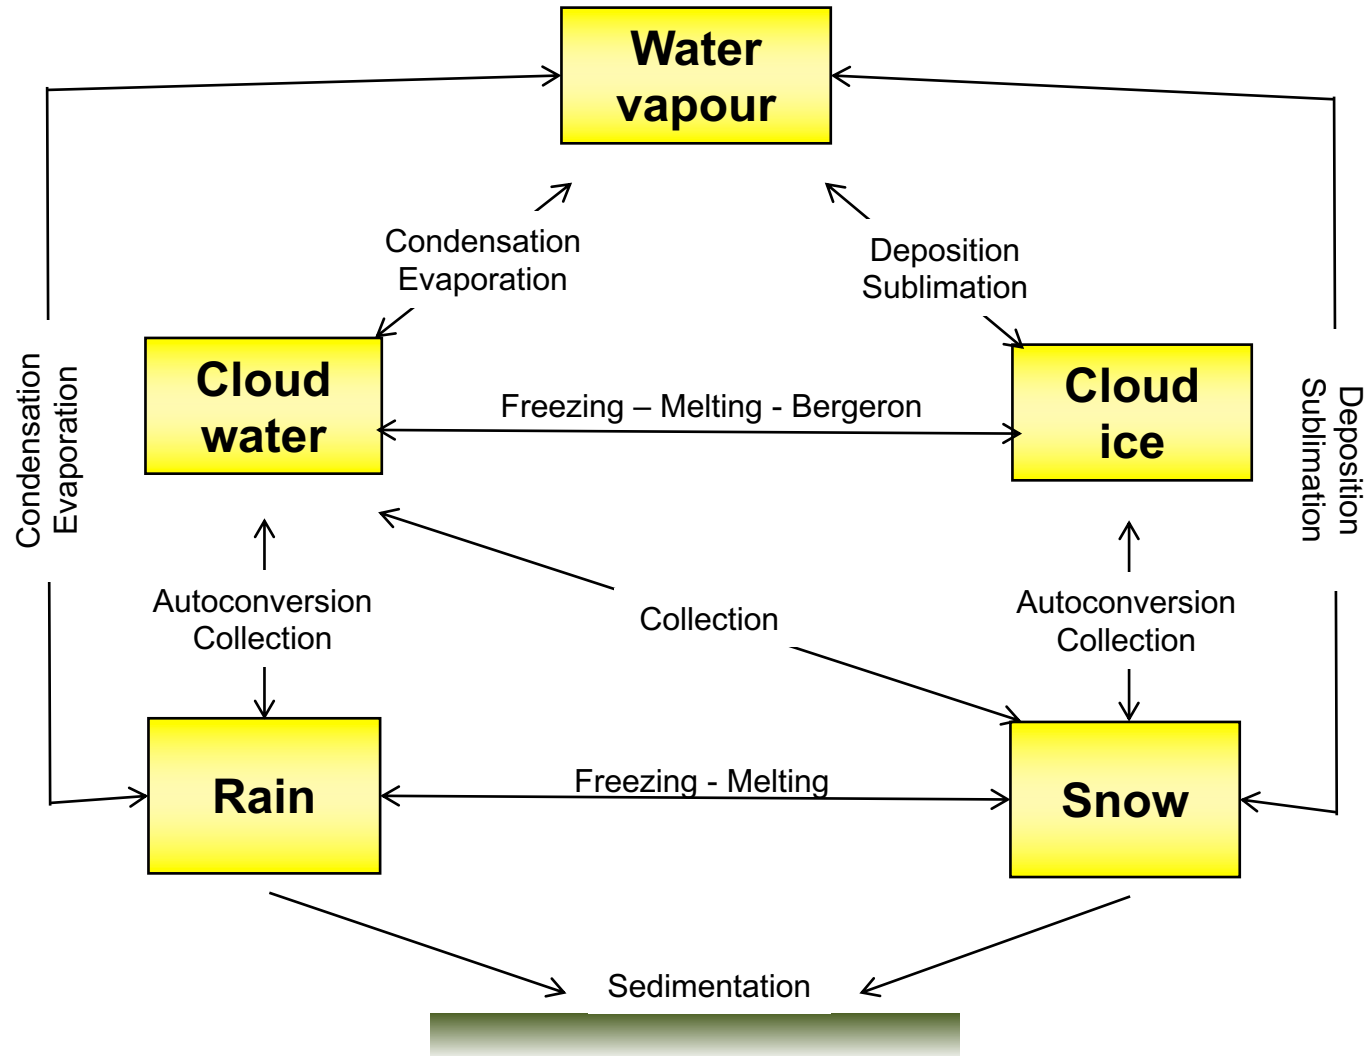 Water
vapour
Condensation
Evaporation
Deposition
Sublimation
Condensation
Evaporation
Cloud
water
Freezing – Melting - Bergeron
Cloud
ice
Deposition
Sublimation
Autoconversion
Collection
Collection
Autoconversion
Collection
Rain
Freezing - Melting
Snow
Sedimentation